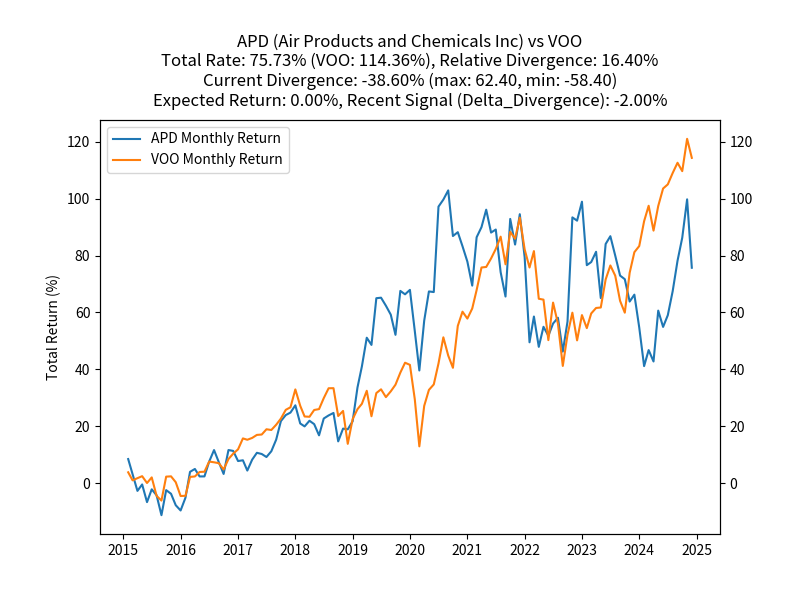 APD (Air Products and Chemicals Inc) vs VOO
Total Rate: 75.73% (VOO: 114.36%), Relative Divergence: 16.40%
Current Divergence: -38.60% (max: 62.40, min: -58.40)
Expected Return: 0.00%, Recent Signal (Delta_Divergence): -2.00%
APD Monthly Return
VOO Monthly Return
Total Return (%)
120 120
100 100
80 80
60 60
40 40
20 20
0 0
2015 2016 2017 2018 2019 2020 2021 2022 2023 2024 2025